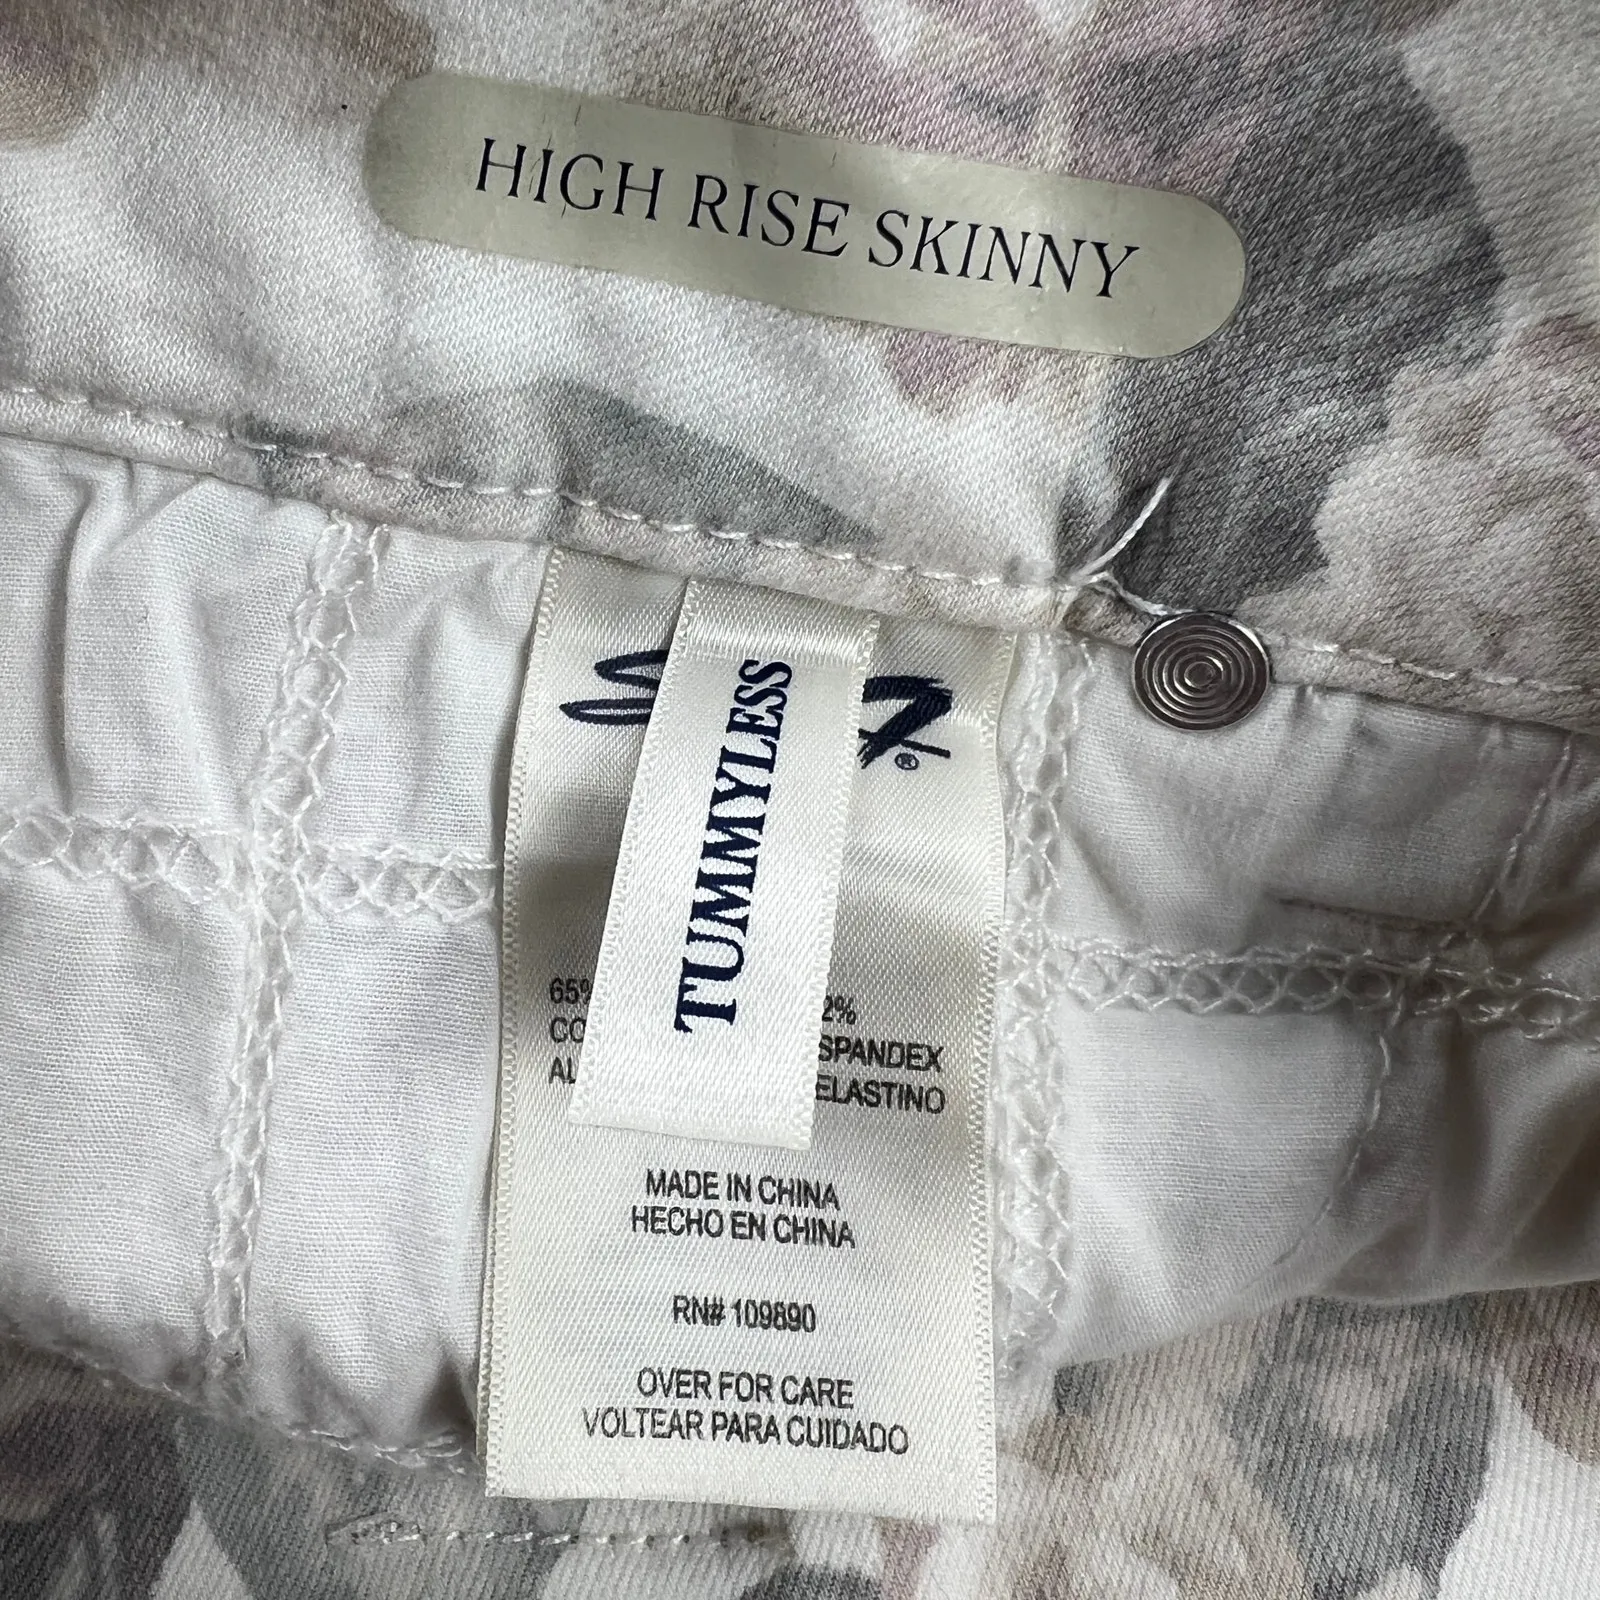 HIGH RISE SKINNY
TUMMYLESS
®
65%
2%
SPANDEX
ELASTINO
MADE IN CHINA
HECHO EN CHINA
RN# 109890
OVER FOR CARE
VOLTEAR PARA CUIDADO